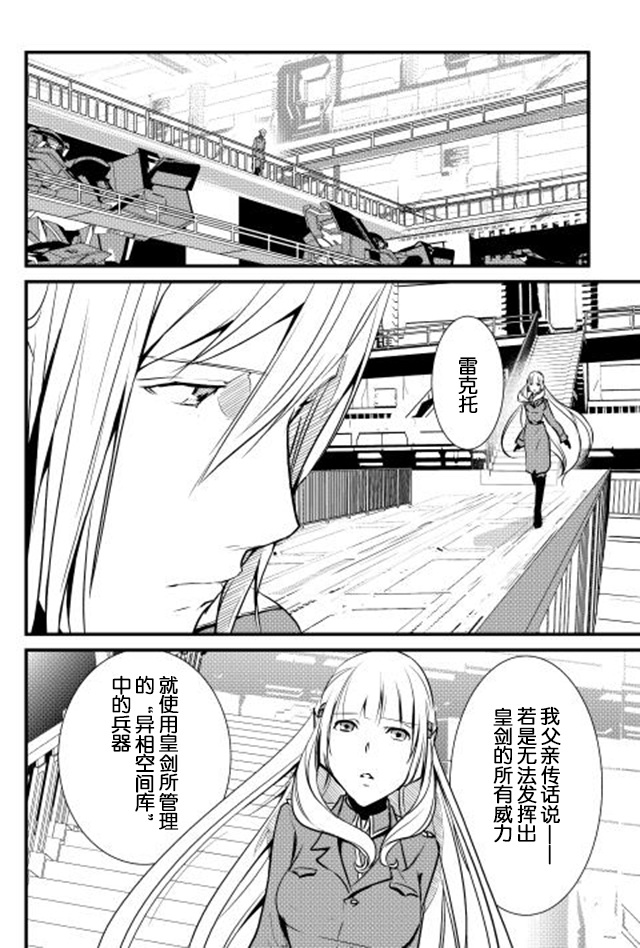 雷克托
我父亲传话说——
若是无法发挥出
皇剑的所有威力
就使用皇剑所管理
的“异相空间库”
中的兵器